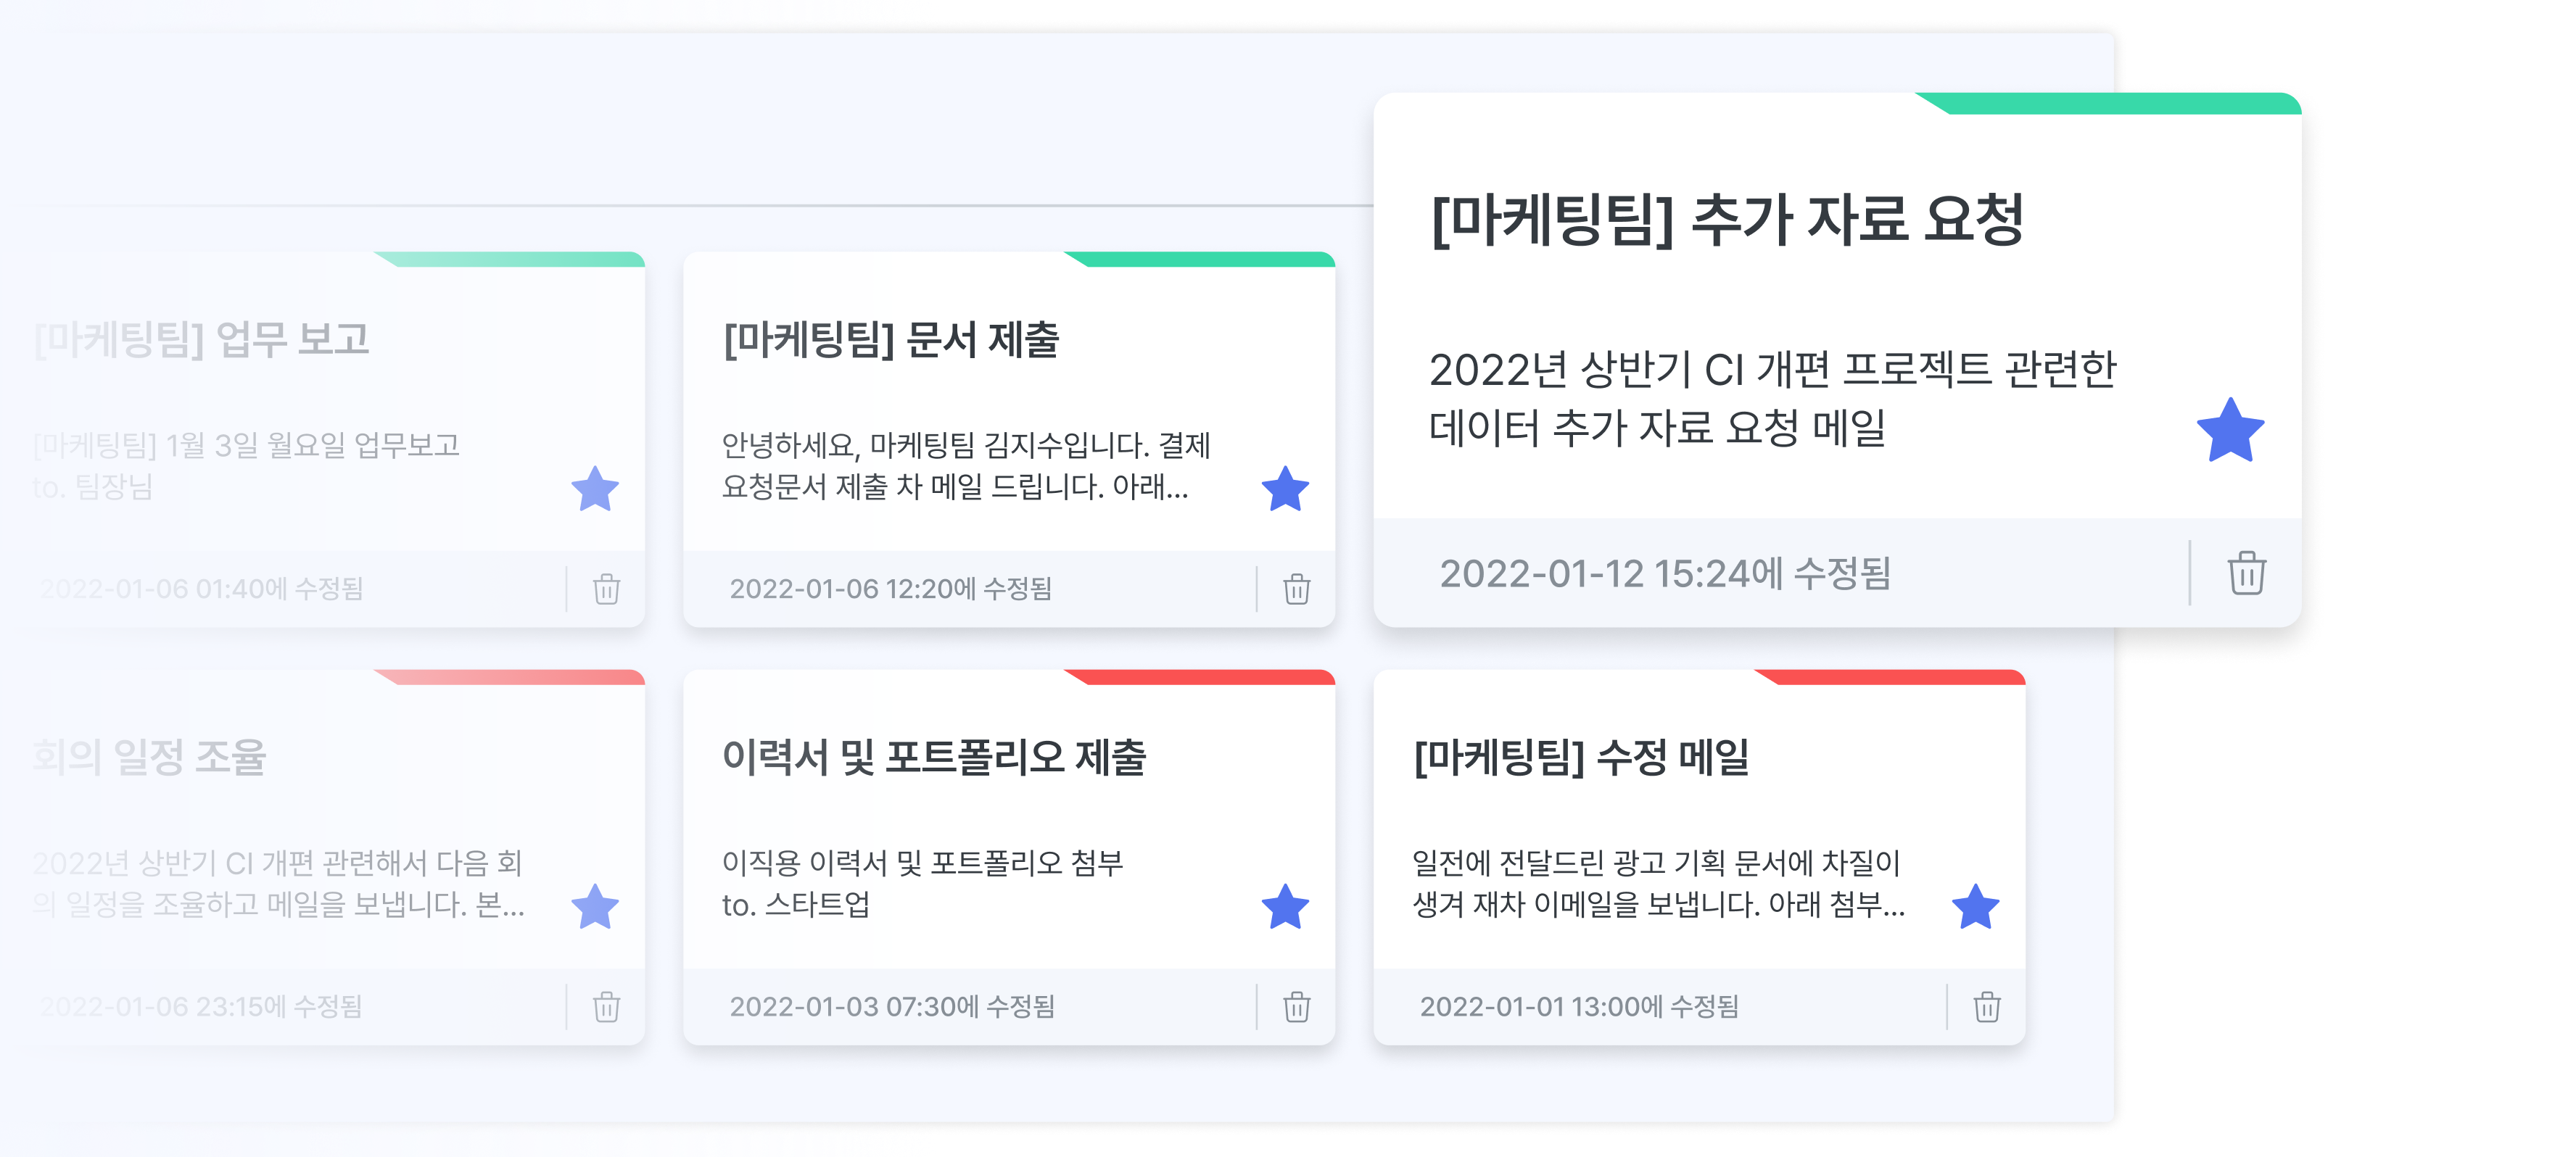 [마케팅팀] 업무 보고
[마케팅팀] 1월 3일 월요일 업무보고
to. 팀장님
2022-01-06 01:40에 수정됨
[마케팅팀] 문서 제출
안녕하세요, 마케팅팀 김지수입니다. 결제
요청문서 제출 차 메일 드립니다. 아래...
2022-01-06 12:20에 수정됨
[마케팅팀] 추가 자료 요청
2022년 상반기 CI 개편 프로젝트 관련한
데이터 추가 자료 요청 메일
2022-01-12 15:24에 수정됨
회의 일정 조율
2022년 상반기 CI 개편 관련해서 다음 회
의 일정을 조율하고 메일을 보냅니다. 본...
2022-01-06 23:15에 수정됨
이력서 및 포트폴리오 제출
이직용 이력서 및 포트폴리오 첨부
to. 스타트업
2022-01-03 07:30에 수정됨
[마케팅팀] 수정 메일
일전에 전달드린 광고 기획 문서에 차질이
생겨 재차 이메일을 보냅니다. 아래 첨부...
2022-01-01 13:00에 수정됨